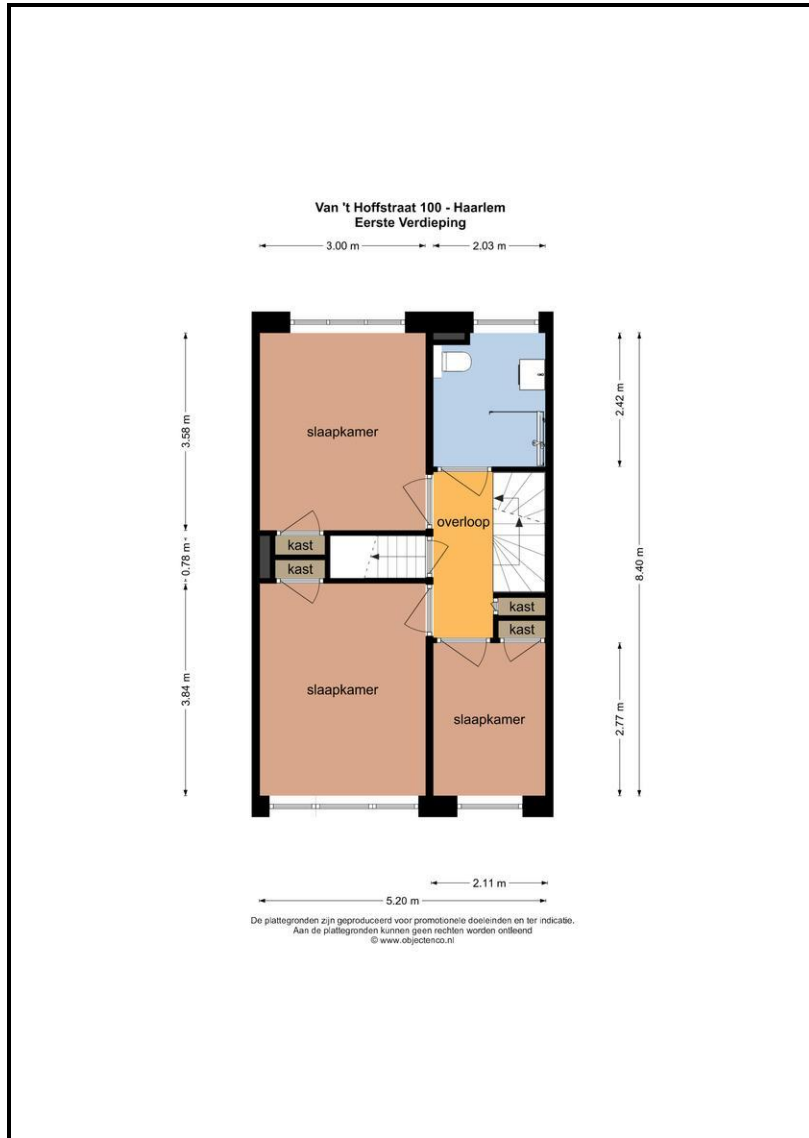 Van 't Hoffstraat 100 - Haarlem
Eerste Verdieping
3.00 m
2.03 m
3.58 m
2.42 m
slaapkamer
overloop
kast
0.78 m
kast
8.40 m
kast
kast
3.84 m
slaapkamer
2.77 m
slaapkamer
2.11 m
5.20 m
De plattegronden zijn geproduceerd voor promotionele doeleinden en ter indicatie.
Aan de plattegronden kunnen geen rechten worden ontleend
© www.objectenco.nl